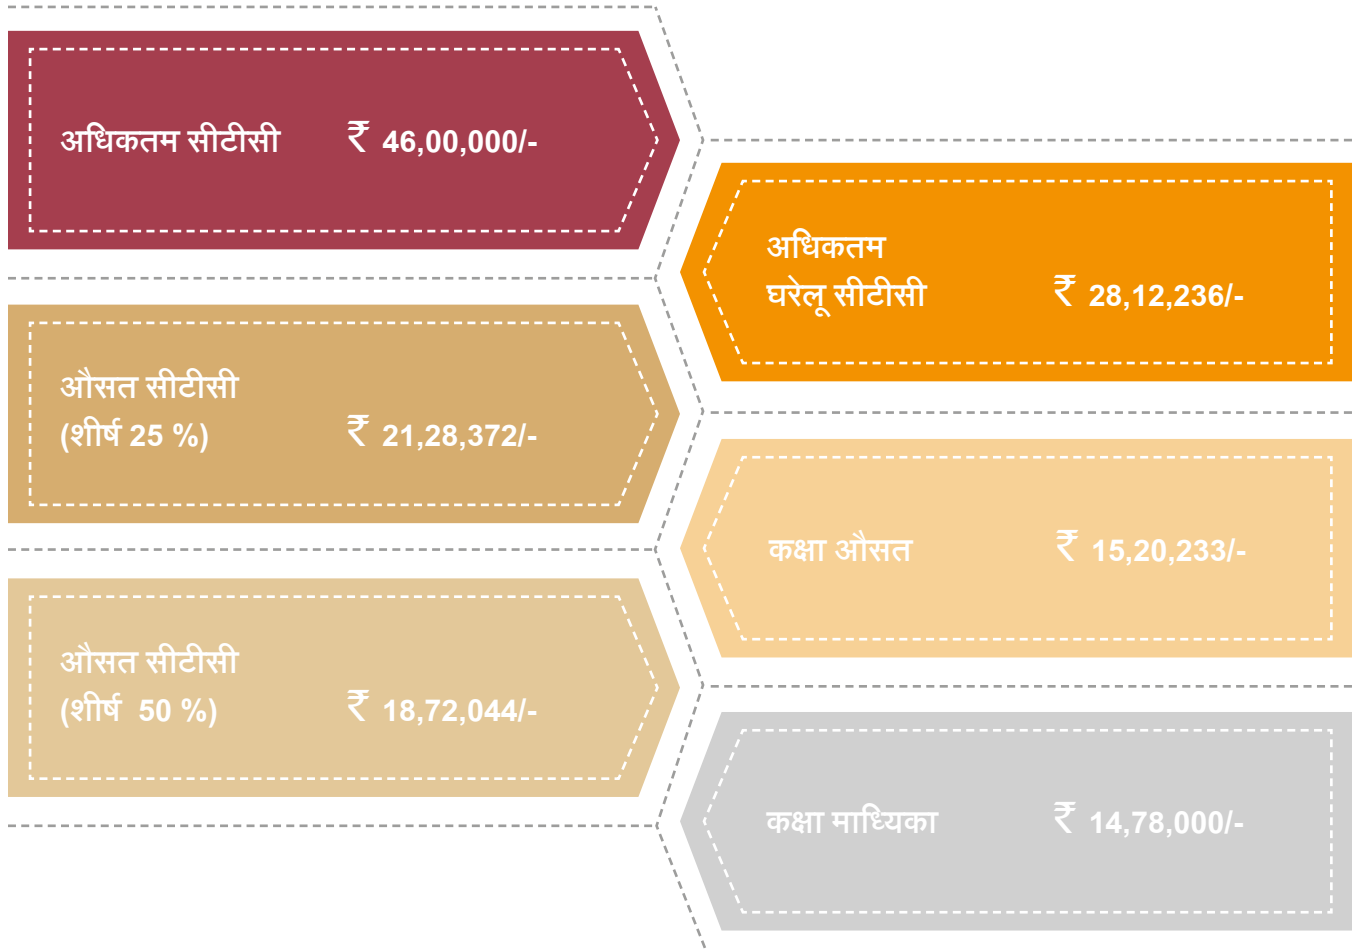 अधिकतम सीटीसी ₹ 46,00,000/-
अधिकतम
घरेलू सीटीसी ₹ 28,12,236/-
औसत सीटीसी
(शीर्ष 25 %) ₹ 21,28,372/-
कक्षा औसत ₹ 15,20,233/-
औसत सीटीसी
(शीर्ष 50 %) ₹ 18,72,044/-
कक्षा माध्यिका ₹ 14,78,000/-